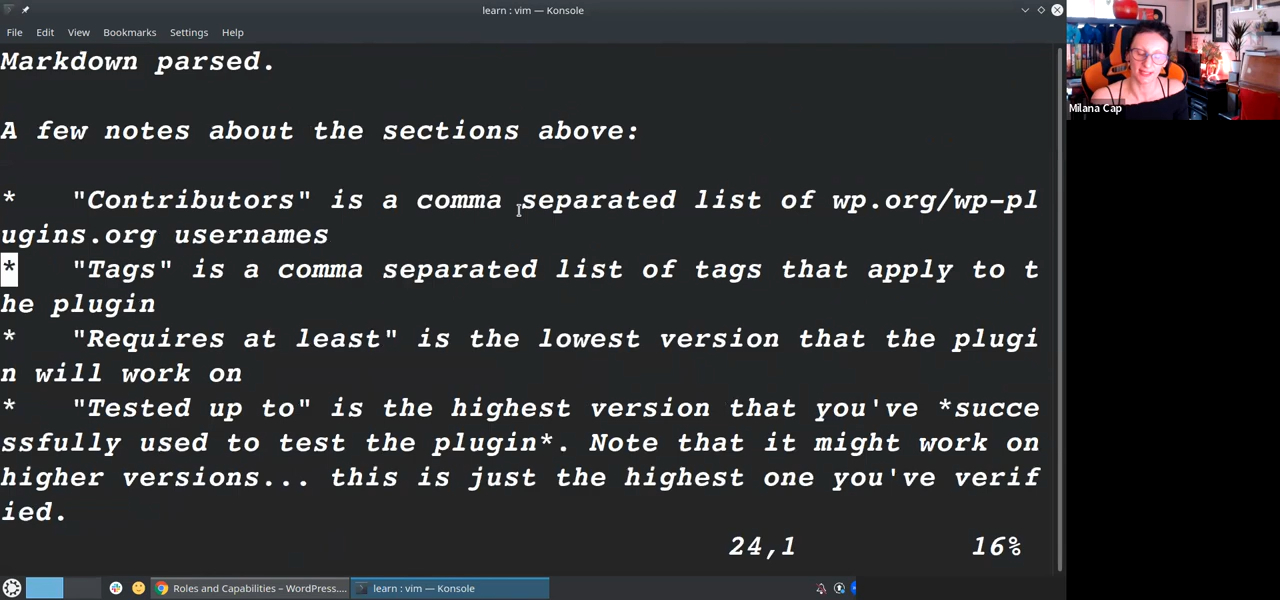 learn : vim — Konsole
File Edit View Bookmarks Settings Help
Markdown parsed.
A few notes about the sections above:
* "Contributors" is a comma separated list of wp.org/wp-pl
ugins.org usernames
* "Tags" is a comma separated list of tags that apply to t
he plugin
* "Requires at least" is the lowest version that the plugi
n will work on
* "Tested up to" is the highest version that you've *succe
ssfully used to test the plugin*. Note that it might work on
higher versions... this is just the highest one you've verif
ied.
24,1 16%
Roles and Capabilities – WordPress.... learn : vim — Konsole
Milana Cap